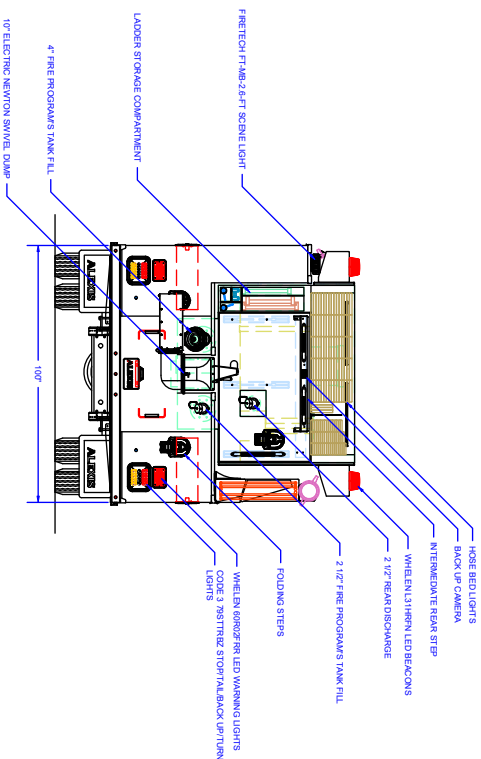 HOSE BED LIGHTS
BACK UP CAMERA
INTERMEDIATE REAR STEP
WHELEN L31HRFN LED BEACONS
2 1/2" REAR DISCHARGE
2 1/2" FIRE PROGRAM'S TANK FILL
FOLDING STEPS
WHELEN 60R02FRR LED WARNING LIGHTS
CODE 3 79STTRBZ STOP/TAIL/BACK UP/TURN
LIGHTS
FIRETECH FT-MB-2.6-FT SCENE LIGHT
LADDER STORAGE COMPARTMENT
4" FIRE PROGRAM'S TANK FILL
10" ELECTRIC NEWTON SWIVEL DUMP
100"
ALEXIS
ALEXIS
ALEXIS